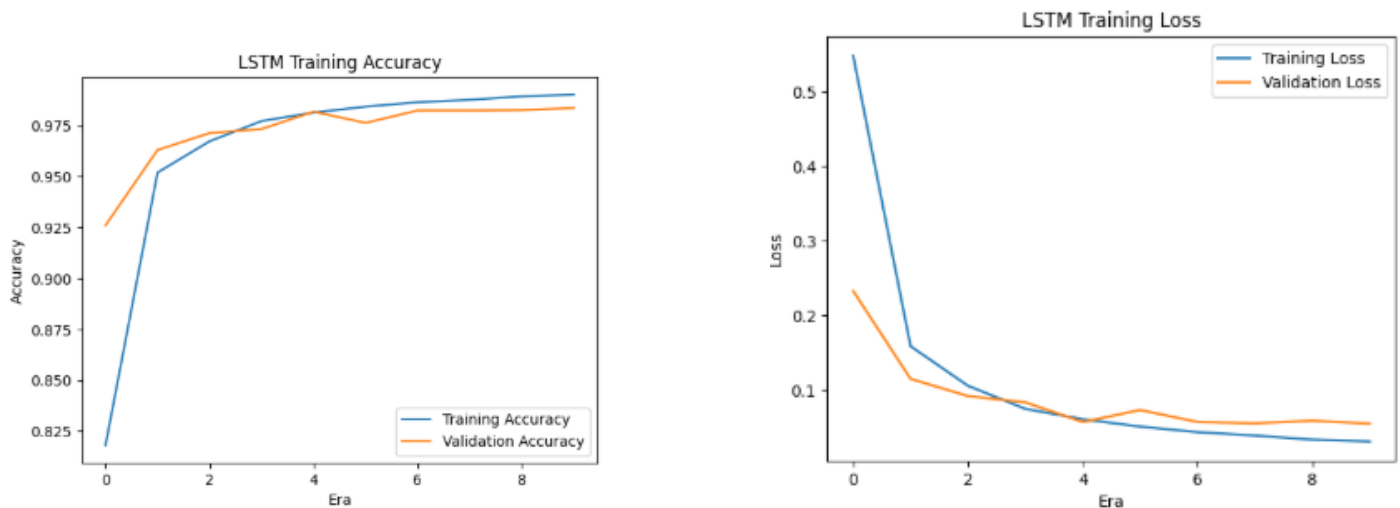 LSTM Training Accuracy
Accuracy
0.975
0.950
0.925
0.900
0.875
0.850
0.825
Training Accuracy
Validation Accuracy
0 2 4 6 8
Era
LSTM Training Loss
Loss
Training Loss
Validation Loss
0.5
0.4
0.3
0.2
0.1
0 2 4 6 8
Era